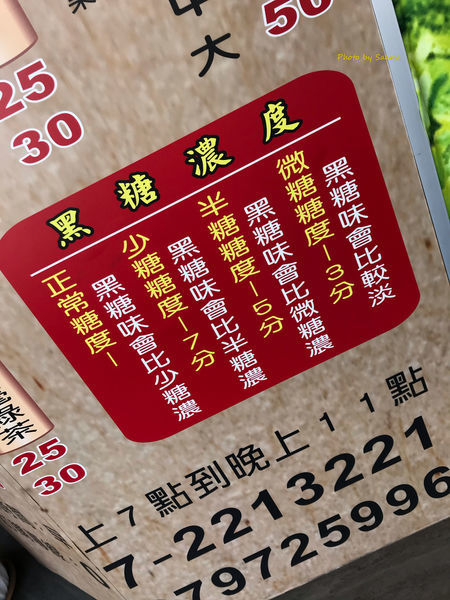 Photo by Sauna
大
50
25
30
黑糖濃度
正常糖度－
黑糖味會比少糖濃
少糖糖度－7分
黑糖味會比半糖濃
半糖糖度－5分
黑糖味會比微糖濃
微糖糖度－3分
黑糖味會比較淡
綠茶
25
30
上7點到晚上11點
7-2213221
79725996